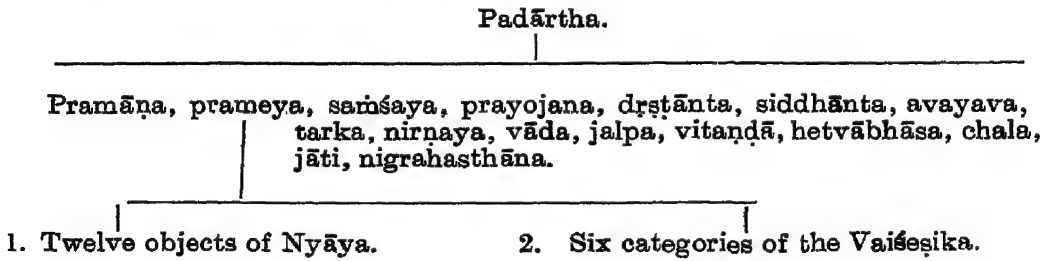 Padārtha.
Pramāṇa, prameya, saṁśaya, prayojana, dṛṣṭānta, siddhānta, avayava,
tarka, nirṇaya, vāda, jalpa, vitaṇḍā, hetvābhāsa, chala,
jāti, nigrahasthāna.
1. Twelve objects of Nyāya. 2. Six categories of the Vaiśeṣika.